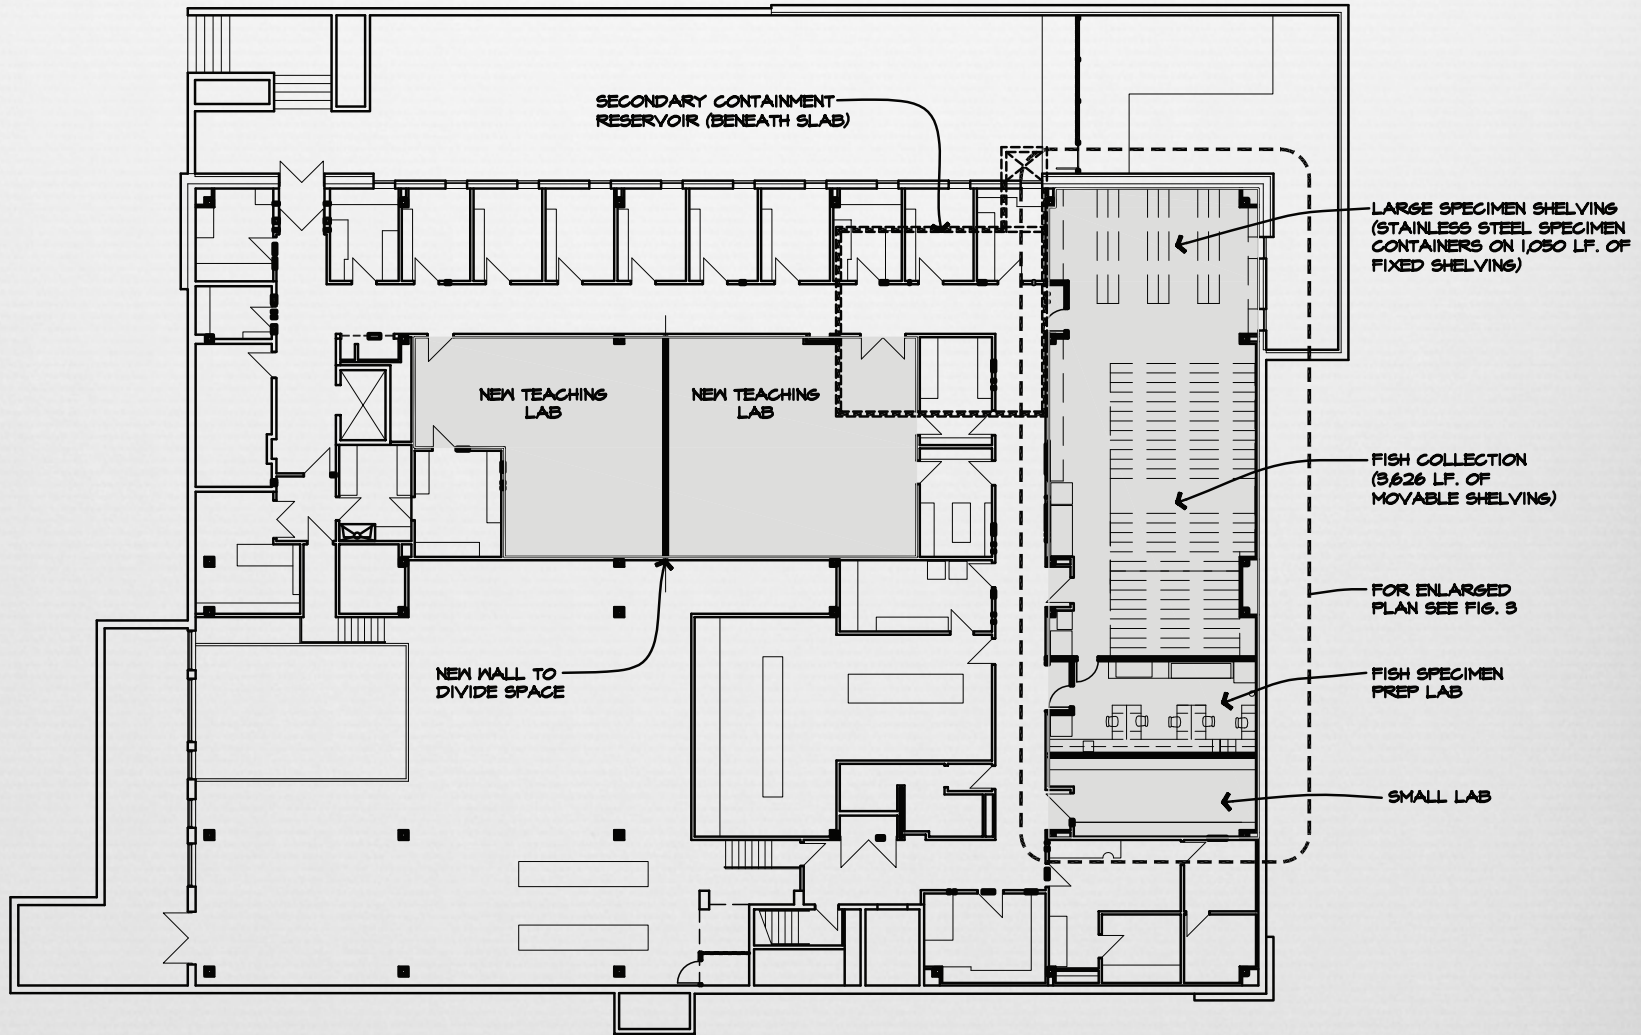 SECONDARY CONTAINMENT
RESERVOIR (BENEATH SLAB)
LARGE SPECIMEN SHELVING
(STAINLESS STEEL SPECIMEN
CONTAINERS ON 1,050 LF. OF
FIXED SHELVING)
NEW TEACHING
LAB
NEW TEACHING
LAB
FISH COLLECTION
(3,626 LF. OF
MOVABLE SHELVING)
FOR ENLARGED
PLAN SEE FIG. 3
NEW WALL TO
DIVIDE SPACE
FISH SPECIMEN
PREP LAB
SMALL LAB